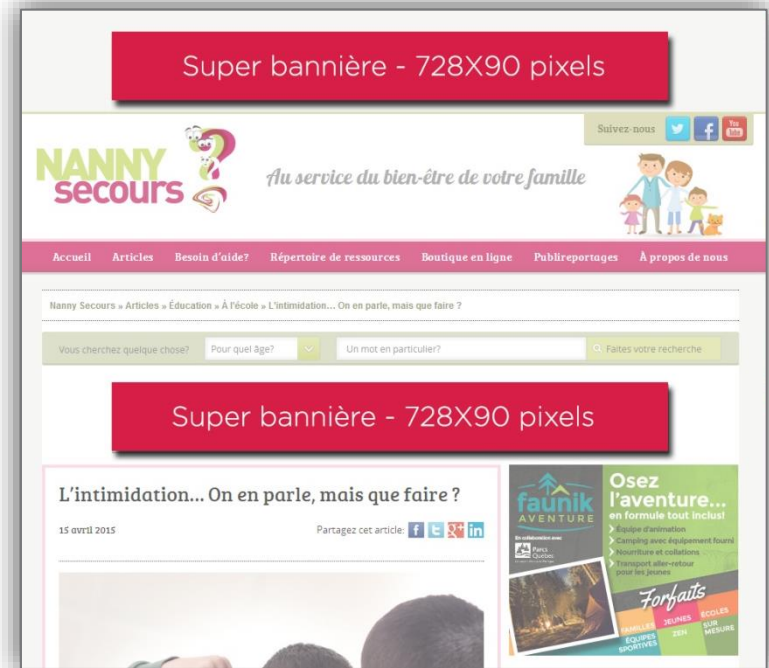 Super bannière - 728X90 pixels
Suivez-nous
You
Tube
NANNY
secours
Au service du bien-être de votre famille
Accueil Articles Besoin d'aide? Répertoire de ressources Boutique en ligne Publireportages À propos de nous
Nanny Secours » Articles » Éducation » À l'école » L'intimidation… On en parle, mais que faire ?
Vous cherchez quelque chose? Pour quel âge? Un mot en particulier? Faites votre recherche
Super bannière - 728X90 pixels
L'intimidation… On en parle, mais que faire ?
15 avril 2015 Partagez cet article:
faunik
AVENTURE
En collaboration avec
Parcs
Québec
Osez
l'aventure...
en formule tout inclus!
Équipe d'animation
Camping avec équipement fourni
Nourriture et collations
Transport aller-retour
pour les jeunes
Forfaits
FAMILLES JEUNES ÉCOLES
ÉQUIPES
SPORTIVES ZEN SUR
MESURE